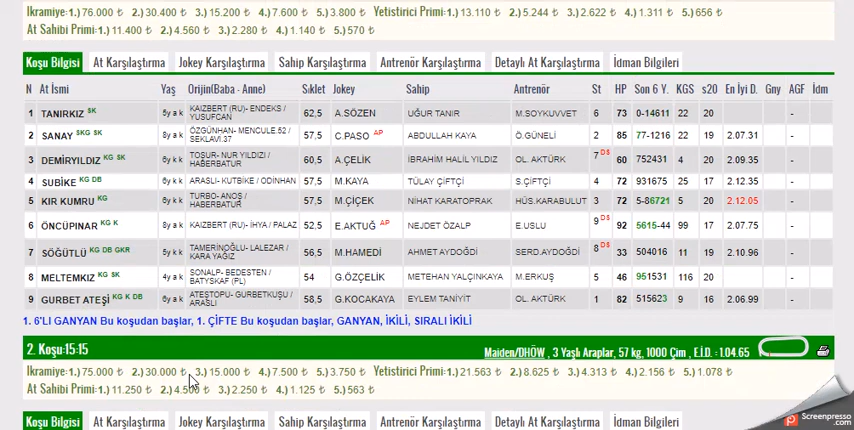 Ikramiye: 1.) 76.000 ₺ 2.) 30.400 ₺ 3.) 15.200 ₺ 4.) 7.600 ₺ 5.) 3.800 ₺ Yetistirici Primi: 1.) 13.110 ₺ 2.) 5.244 ₺ 3.) 2.622 ₺ 4.) 1.311 ₺ 5.) 656 ₺
At Sahibi Primi: 1.) 11.400 ₺ 2.) 4.560 ₺ 3.) 2.280 ₺ 4.) 1.140 ₺ 5.) 570 ₺
Koşu Bilgisi At Karşılaştırma Jokey Karşılaştırma Sahip Karşılaştırma Antrenör Karşılaştırma Detaylı At Karşılaştırma İdman Bilgileri
N At İsmi Yaş Orijin(Baba - Anne) Sıklet Jokey Sahip Antrenör St HP Son 6 Y. KGS s20 En İyi D. Gny AGF İdm
1 TANIRKIZ SK 8y a k KAIZBERT (RU)- ENDEKS / YUSUFCAN 62,5 A.SÖZEN UĞUR TANIR M.SOYKUVVET 6 73 0-14611 22 20 -
2 SANAY SKG SK 8y a k ÖZGÜNHAN- MENCULE.52 / SEKLAVI.37 57,5 C.PASO AP ABDULLAH KAYA Ö.GÜNELİ 2 85 77-1216 22 19 2.07.31 -
3 DEMİRYILDIZ KG SK 6y k k TOSUR- NUR YILDIZI / HABERBATUR 60,5 A.ÇELİK İBRAHİM HALİL YILDIZ OL.AKTÜRK 7 DS 60 752431 4 20 2.09.35 -
4 SUBİKE KG DB 6y k k ARASLI- KUTBİKE / ODİNHAN 57,5 M.KAYA TÜLAY ÇİFTÇİ S.ÇİFTÇİ 4 72 931675 25 17 2.12.35 -
5 KIR KUMRU KG 6y k k TURBO- ANOŞ / HABERBATUR 57,5 M.ÇİÇEK NİHAT KARATOPRAK HÜS.KARABULUT 3 72 5-86721 5 20 2.12.05 -
6 ÖNCÜPINAR KG K 8y a k KAIZBERT (RU)- İHYA / PALAZ 52,5 E.AKTUĞ AP NEJDET ÖZALP E.USLU 9 DS 92 5615-44 99 17 2.07.75 -
7 SÖĞÜTLÜ KG DB GKR 5y k k TAMERİNOĞLU- LALEZAR / KARA YAĞIZ 56,5 M.HAMEDİ AHMET AYDOĞDI SERD.AYDOĞDI 8 DS 33 504016 11 19 2.10.96 -
8 MELTEMKIZ KG SK 4y a k SONALP- BEDESTEN / BATYSKAF (PL) 54 G.ÖZÇELİK METEHAN YALÇINKAYA M.ERKUŞ 5 46 951531 116 20 -
9 GURBET ATEŞİ KG K DB 6y a k ATESTOPU- GURBETKUŞU / ARASLI 58,5 G.KOCAKAYA EYLEM TANİYİT OL.AKTÜRK 1 82 515623 9 16 2.06.99 -
1. 6'LI GANYAN Bu koşudan başlar, 1. ÇİFTE Bu koşudan başlar, GANYAN, İKİLİ, SIRALI İKİLİ
2. Koşu:15:15 Maiden/DHÖW , 3 Yaşlı Araplar, 57 kg, 1000 Çim , E.İ.D. : 1.04.65
Ikramiye: 1.) 75.000 ₺ 2.) 30.000 ₺ 3.) 15.000 ₺ 4.) 7.500 ₺ 5.) 3.750 ₺ Yetistirici Primi: 1.) 21.563 ₺ 2.) 8.625 ₺ 3.) 4.313 ₺ 4.) 2.156 ₺ 5.) 1.078 ₺
At Sahibi Primi: 1.) 11.250 ₺ 2.) 4.500 ₺ 3.) 2.250 ₺ 4.) 1.125 ₺ 5.) 563 ₺
Koşu Bilgisi At Karşılaştırma Jokey Karşılaştırma Sahip Karşılaştırma Antrenör Karşılaştırma Detaylı At Karşılaştırma İdman Bilgileri
Screenpresso
.com